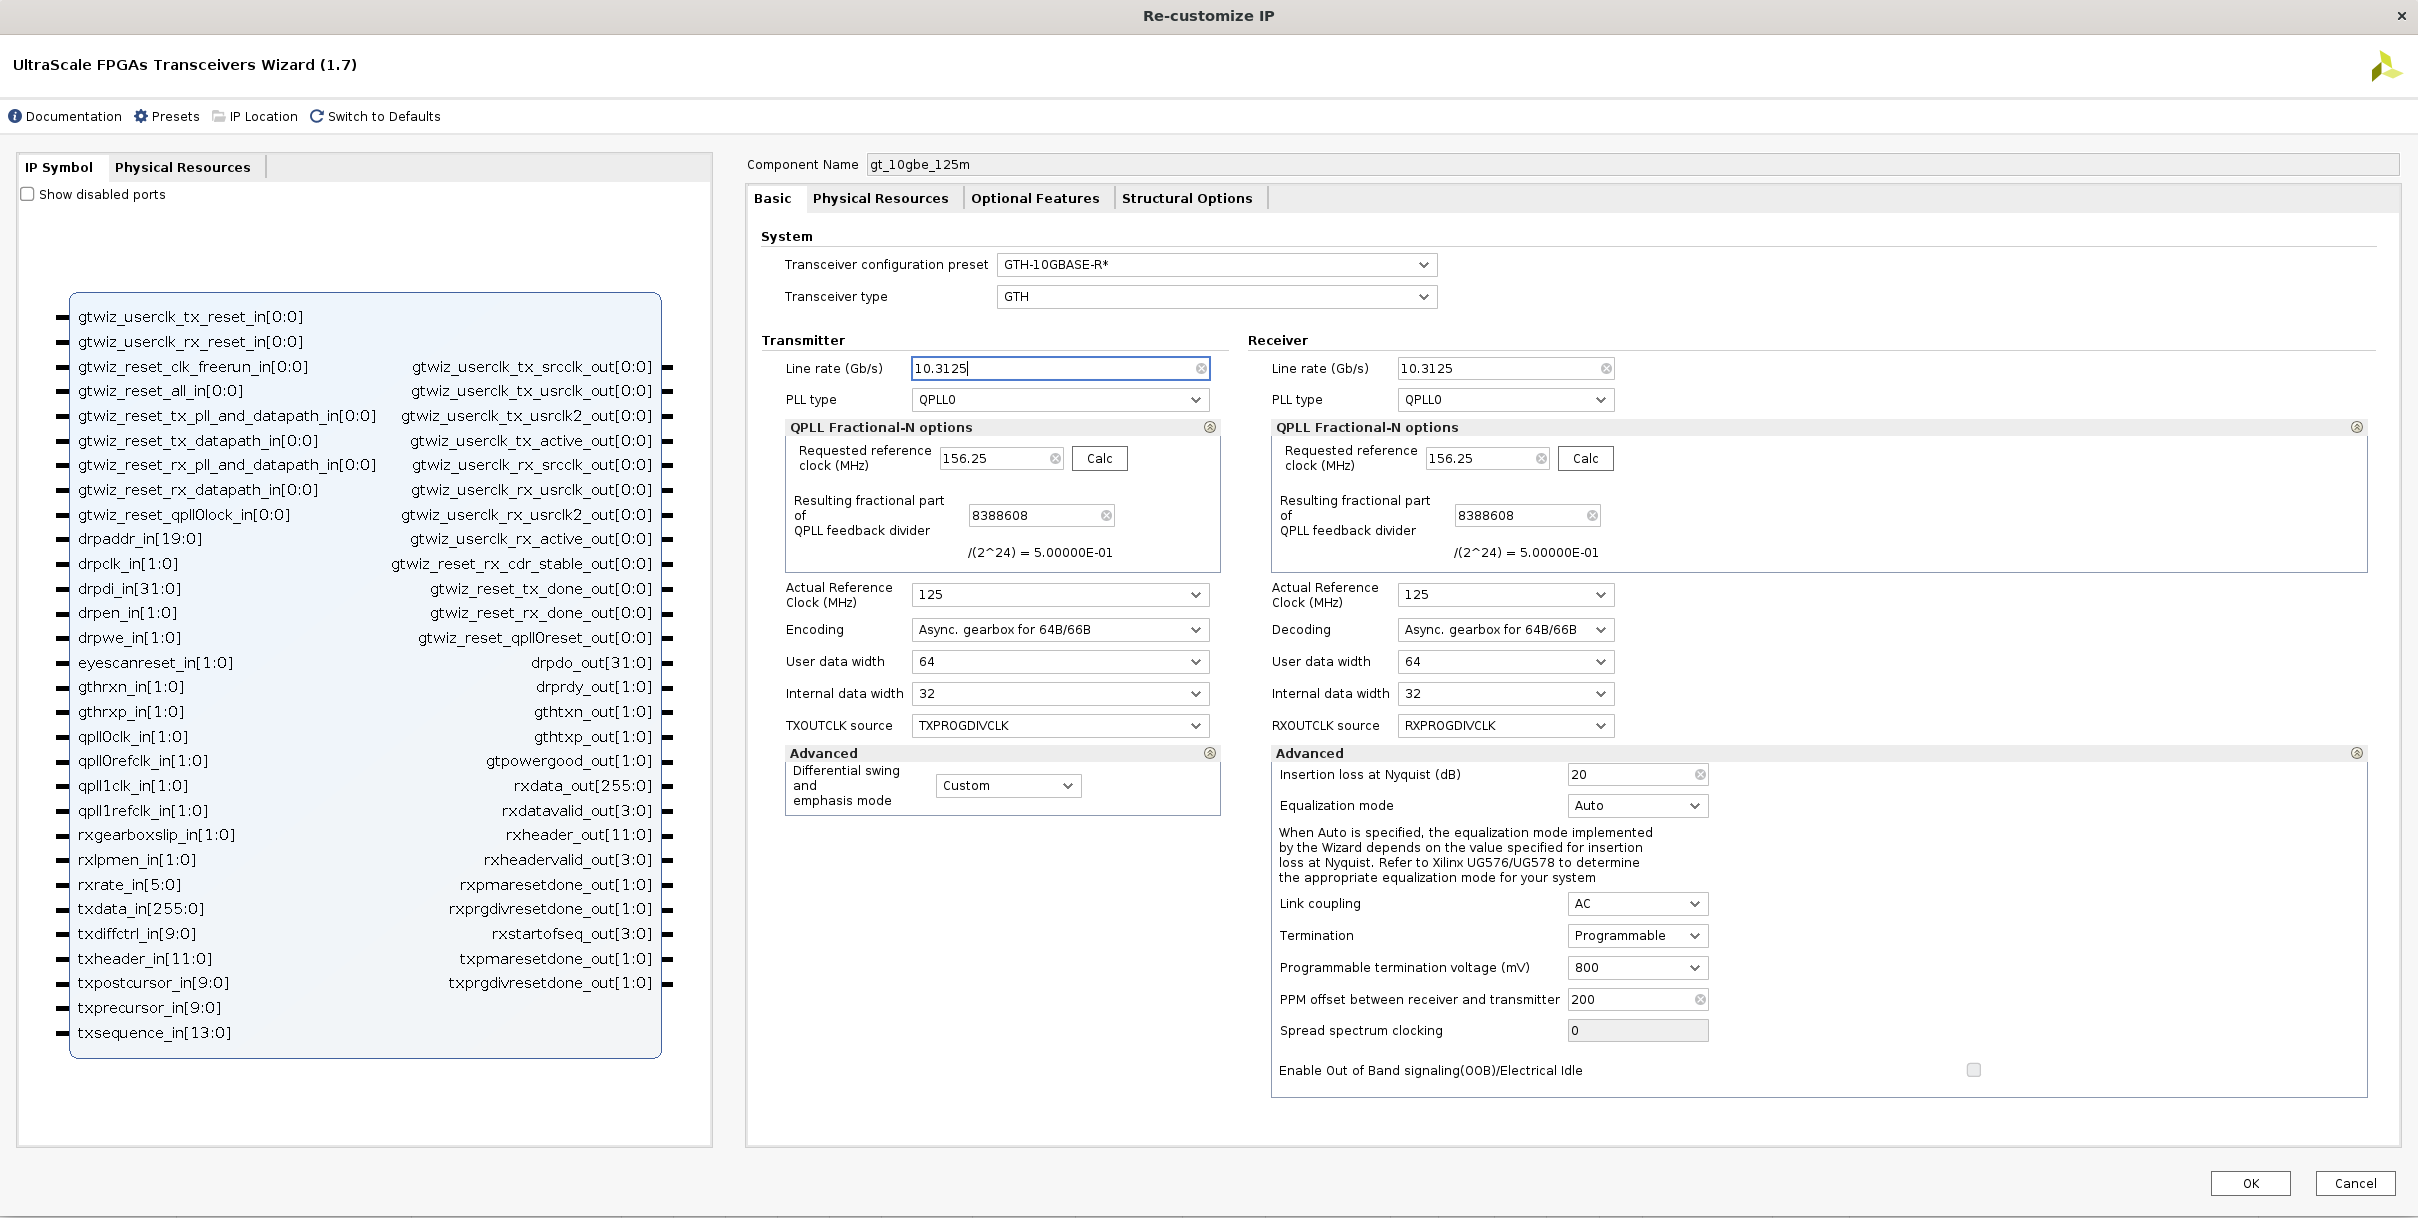 Re-customize IP
UltraScale FPGAs Transceivers Wizard (1.7)
Documentation Presets IP Location Switch to Defaults
IP Symbol Physical Resources
Show disabled ports
gtwiz_userclk_tx_reset_in[0:0]
gtwiz_userclk_rx_reset_in[0:0]
gtwiz_reset_clk_freerun_in[0:0]
gtwiz_reset_all_in[0:0]
gtwiz_reset_tx_pll_and_datapath_in[0:0]
gtwiz_reset_tx_datapath_in[0:0]
gtwiz_reset_rx_pll_and_datapath_in[0:0]
gtwiz_reset_rx_datapath_in[0:0]
gtwiz_reset_qpll0lock_in[0:0]
drpaddr_in[19:0]
drpclk_in[1:0]
drpdi_in[31:0]
drpen_in[1:0]
drpwe_in[1:0]
eyescanreset_in[1:0]
gthrxn_in[1:0]
gthrxp_in[1:0]
qpll0clk_in[1:0]
qpll0refclk_in[1:0]
qpll1clk_in[1:0]
qpll1refclk_in[1:0]
rxgearboxslip_in[1:0]
rxlpmen_in[1:0]
rxrate_in[5:0]
txdata_in[255:0]
txdiffctrl_in[9:0]
txheader_in[11:0]
txpostcursor_in[9:0]
txprecursor_in[9:0]
txsequence_in[13:0]
gtwiz_userclk_tx_srcclk_out[0:0]
gtwiz_userclk_tx_usrclk_out[0:0]
gtwiz_userclk_tx_usrclk2_out[0:0]
gtwiz_userclk_tx_active_out[0:0]
gtwiz_userclk_rx_srcclk_out[0:0]
gtwiz_userclk_rx_usrclk_out[0:0]
gtwiz_userclk_rx_usrclk2_out[0:0]
gtwiz_userclk_rx_active_out[0:0]
gtwiz_reset_rx_cdr_stable_out[0:0]
gtwiz_reset_tx_done_out[0:0]
gtwiz_reset_rx_done_out[0:0]
gtwiz_reset_qpll0reset_out[0:0]
drpdo_out[31:0]
drprdy_out[1:0]
gthtxn_out[1:0]
gthtxp_out[1:0]
gtpowergood_out[1:0]
rxdata_out[255:0]
rxdatavalid_out[3:0]
rxheader_out[11:0]
rxheadervalid_out[3:0]
rxpmaresetdone_out[1:0]
rxprgdivresetdone_out[1:0]
rxstartofseq_out[3:0]
txpmaresetdone_out[1:0]
txprgdivresetdone_out[1:0]
Component Name gt_10gbe_125m
Basic Physical Resources Optional Features Structural Options
System
Transceiver configuration preset GTH-10GBASE-R*
Transceiver type GTH
Transmitter
Line rate (Gb/s) 10.3125
PLL type QPLL0
QPLL Fractional-N options
Requested reference
clock (MHz) 156.25 Calc
Resulting fractional part
of
QPLL feedback divider 8388608
/(2^24) = 5.00000E-01
Actual Reference
Clock (MHz) 125
Encoding Async. gearbox for 64B/66B
User data width 64
Internal data width 32
TXOUTCLK source TXPROGDIVCLK
Advanced
Differential swing
and
emphasis mode Custom
Receiver
Line rate (Gb/s) 10.3125
PLL type QPLL0
QPLL Fractional-N options
Requested reference
clock (MHz) 156.25 Calc
Resulting fractional part
of
QPLL feedback divider 8388608
/(2^24) = 5.00000E-01
Actual Reference
Clock (MHz) 125
Decoding Async. gearbox for 64B/66B
User data width 64
Internal data width 32
RXOUTCLK source RXPROGDIVCLK
Advanced
Insertion loss at Nyquist (dB) 20
Equalization mode Auto
When Auto is specified, the equalization mode implemented
by the Wizard depends on the value specified for insertion
loss at Nyquist. Refer to Xilinx UG576/UG578 to determine
the appropriate equalization mode for your system
Link coupling AC
Termination Programmable
Programmable termination voltage (mV) 800
PPM offset between receiver and transmitter 200
Spread spectrum clocking 0
Enable Out of Band signaling(OOB)/Electrical Idle
OK Cancel